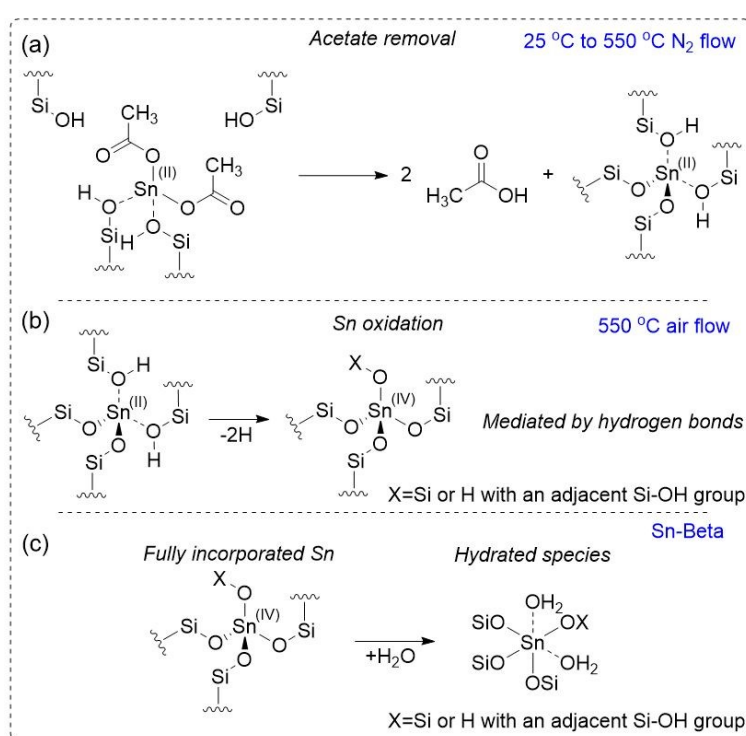 (a) Acetate removal 25 °C to 550 °C N₂ flow
Si OH HO Si
CH₃
O O (II) CH₃
Sn O O
H O O H
Si Si
2
O
H₃C OH
+
Si O H
Si (II) Si
O Sn O
O H
Si
(b) Sn oxidation 550 °C air flow
Si O H
Si (II) Si
O Sn O
O H
Si
-2H
X O
Si (IV) Si
O Sn O
O
Si
Mediated by hydrogen bonds
X=Si or H with an adjacent Si-OH group
(c) Sn-Beta
Fully incorporated Sn Hydrated species
X O
Si (IV) Si
O Sn O
O
Si
+H₂O
OH₂
SiO OX
Sn
SiO OH₂
OSi
X=Si or H with an adjacent Si-OH group